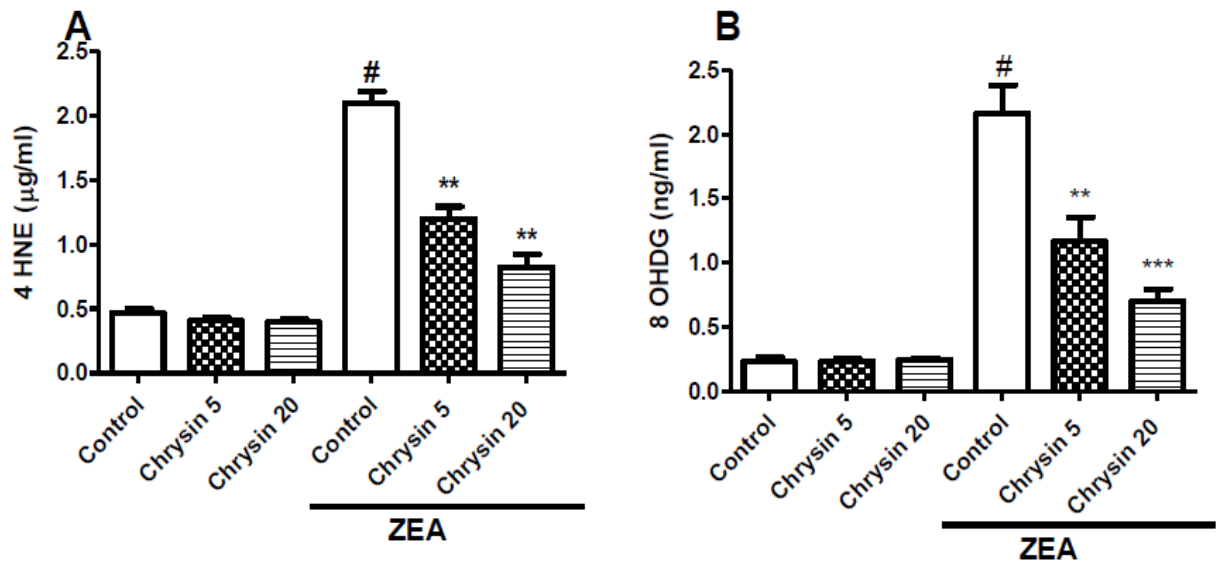 A
4 HNE (µg/ml)
2.5
2.0
1.5
1.0
0.5
0.0
#
**
**
Control
Chrysin 5
Chrysin 20
Control
Chrysin 5
Chrysin 20
ZEA
B
8 OHDG (ng/ml)
2.5
2.0
1.5
1.0
0.5
0.0
#
**
***
Control
Chrysin 5
Chrysin 20
Control
Chrysin 5
Chrysin 20
ZEA